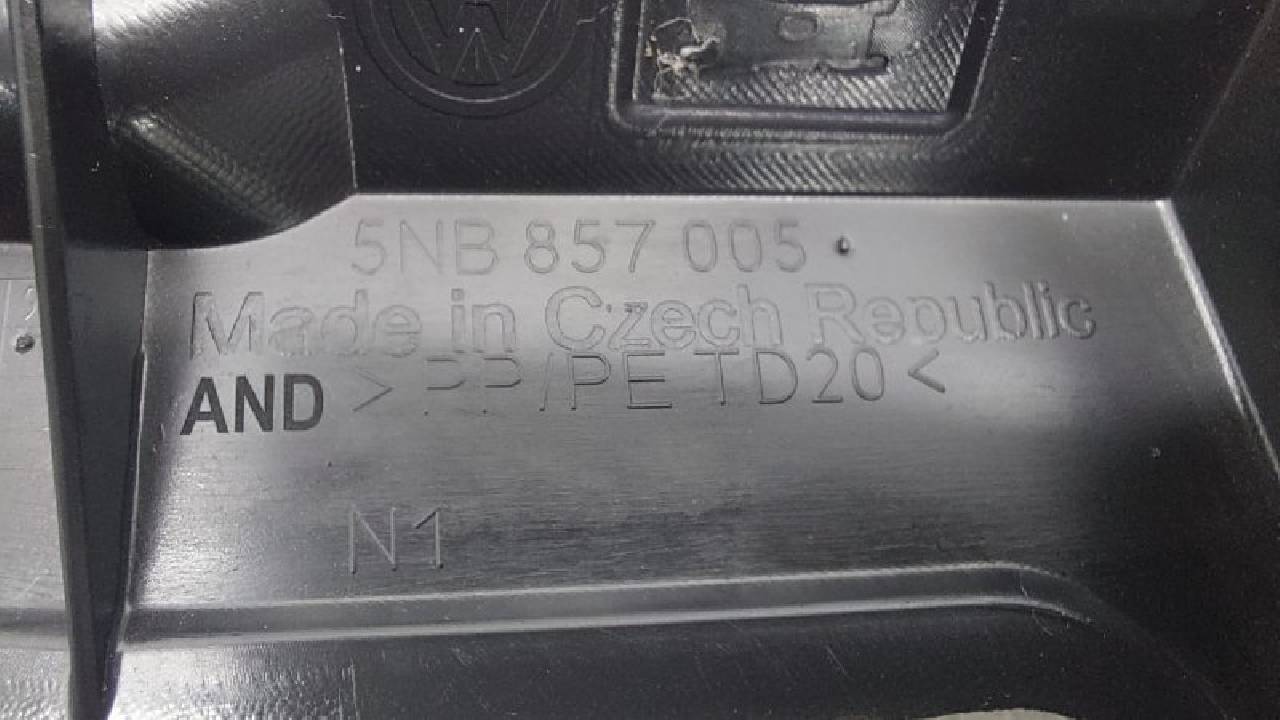 5NB 857 005
Made in Czech Republic
AND >PP/PE TD20<
N1